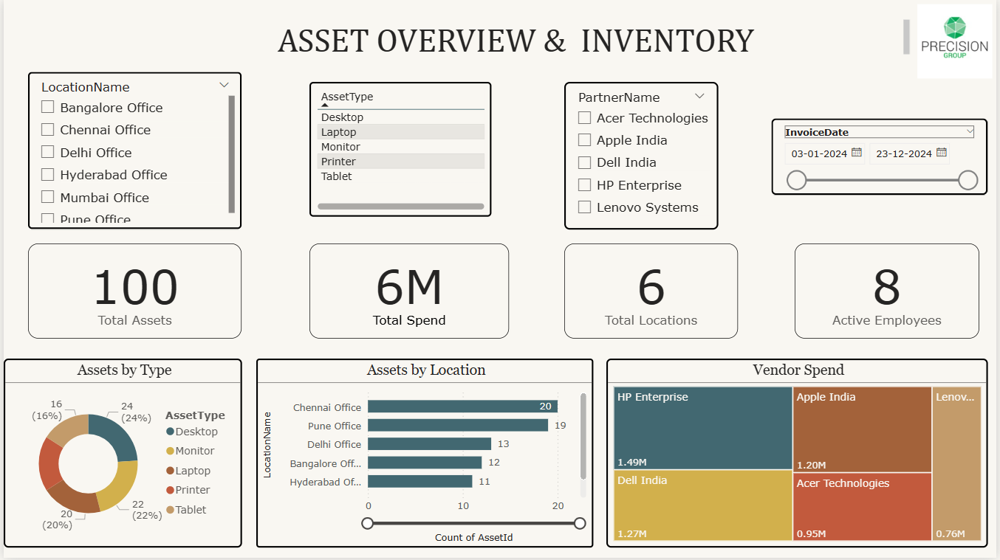 ASSET OVERVIEW & INVENTORY
PRECISION
GROUP
LocationName
Bangalore Office
Chennai Office
Delhi Office
Hyderabad Office
Mumbai Office
Pune Office
AssetType
Desktop
Laptop
Monitor
Printer
Tablet
PartnerName
Acer Technologies
Apple India
Dell India
HP Enterprise
Lenovo Systems
InvoiceDate
03-01-2024 23-12-2024
100
Total Assets
6M
Total Spend
6
Total Locations
8
Active Employees
Assets by Type
16
(16%)
24
(24%)
22
(22%)
20
(20%)
AssetType
Desktop
Monitor
Laptop
Printer
Tablet
Assets by Location
LocationName
Chennai Office 20
Pune Office 19
Delhi Office 13
Bangalore Off... 12
Hyderabad Of... 11
0 10 20
Count of AssetId
Vendor Spend
HP Enterprise
1.49M
Dell India
1.27M
Apple India
1.20M
Acer Technologies
0.95M
Lenov...
0.76M